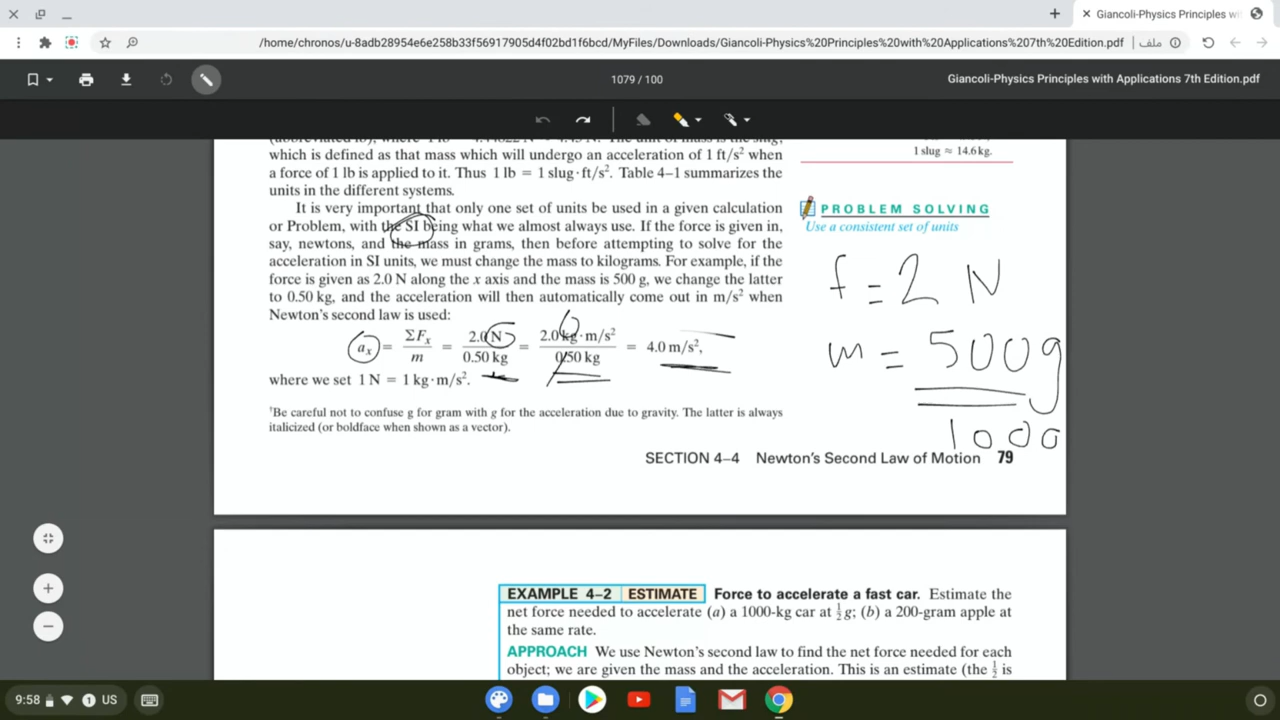 Giancoli-Physics Principles wi
/home/chronos/u-8adb28954e6e258b33f56917905d4f02bd1f6bcd/MyFiles/Downloads/Giancoli-Physics%20Principles%20with%20Applications%207th%20Edition.pdf | ملف
1079 / 100
Giancoli-Physics Principles with Applications 7th Edition.pdf
which is defined as that mass which will undergo an acceleration of 1 ft/s² when
a force of 1 lb is applied to it. Thus 1 lb = 1 slug·ft/s². Table 4–1 summarizes the
units in the different systems.
It is very important that only one set of units be used in a given calculation
or Problem, with the SI being what we almost always use. If the force is given in,
say, newtons, and the mass in grams, then before attempting to solve for the
acceleration in SI units, we must change the mass to kilograms. For example, if the
force is given as 2.0 N along the x axis and the mass is 500 g, we change the latter
to 0.50 kg, and the acceleration will then automatically come out in m/s² when
Newton's second law is used:
aₓ = ΣFₓ/m = 2.0 N/0.50 kg = 2.0 kg·m/s²/0.50 kg = 4.0 m/s²,
where we set 1 N = 1 kg·m/s².
†Be careful not to confuse g for gram with g for the acceleration due to gravity. The latter is always
italicized (or boldface when shown as a vector).
1 slug ≈ 14.6 kg.
PROBLEM SOLVING
Use a consistent set of units
f = 2 N
m = 500g
1000
SECTION 4–4 Newton's Second Law of Motion 79
EXAMPLE 4–2 ESTIMATE Force to accelerate a fast car. Estimate the
net force needed to accelerate (a) a 1000-kg car at ½g; (b) a 200-gram apple at
the same rate.
APPROACH We use Newton's second law to find the net force needed for each
object; we are given the mass and the acceleration. This is an estimate (the ½ is
9:58
1
US